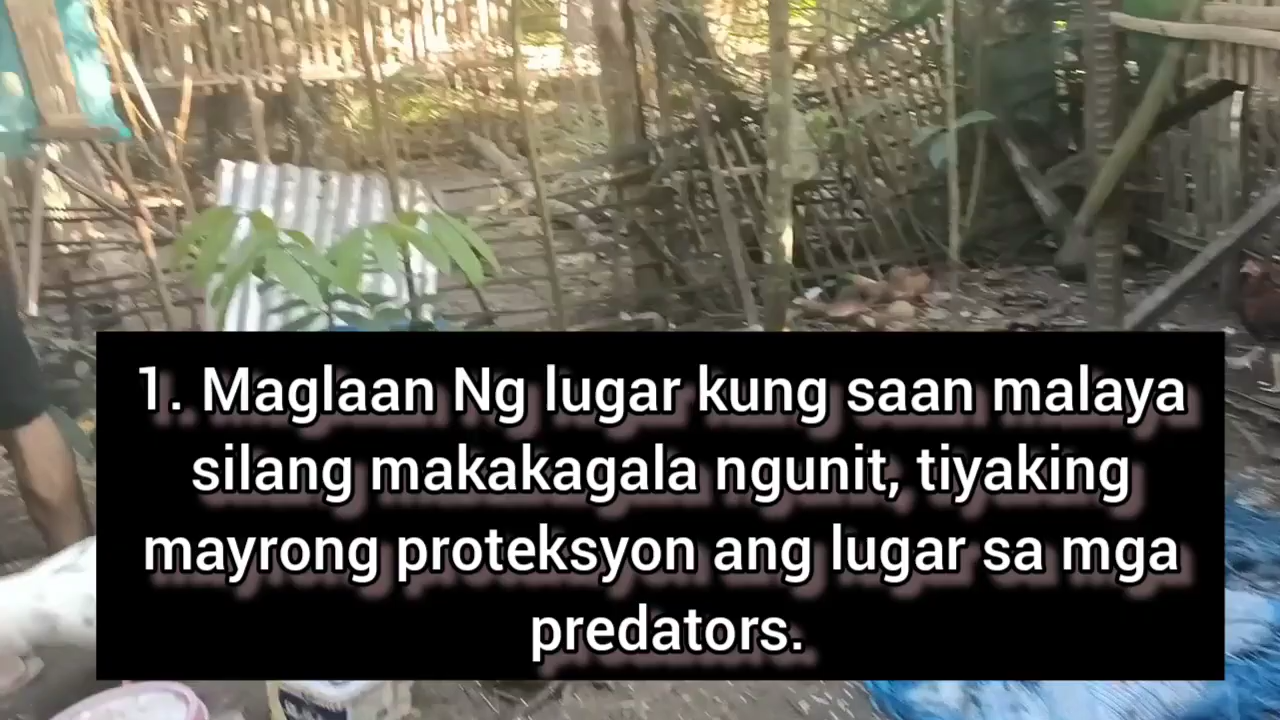 1. Maglaan Ng lugar kung saan malaya
silang makakagala ngunit, tiyaking
mayrong proteksyon ang lugar sa mga
predators.